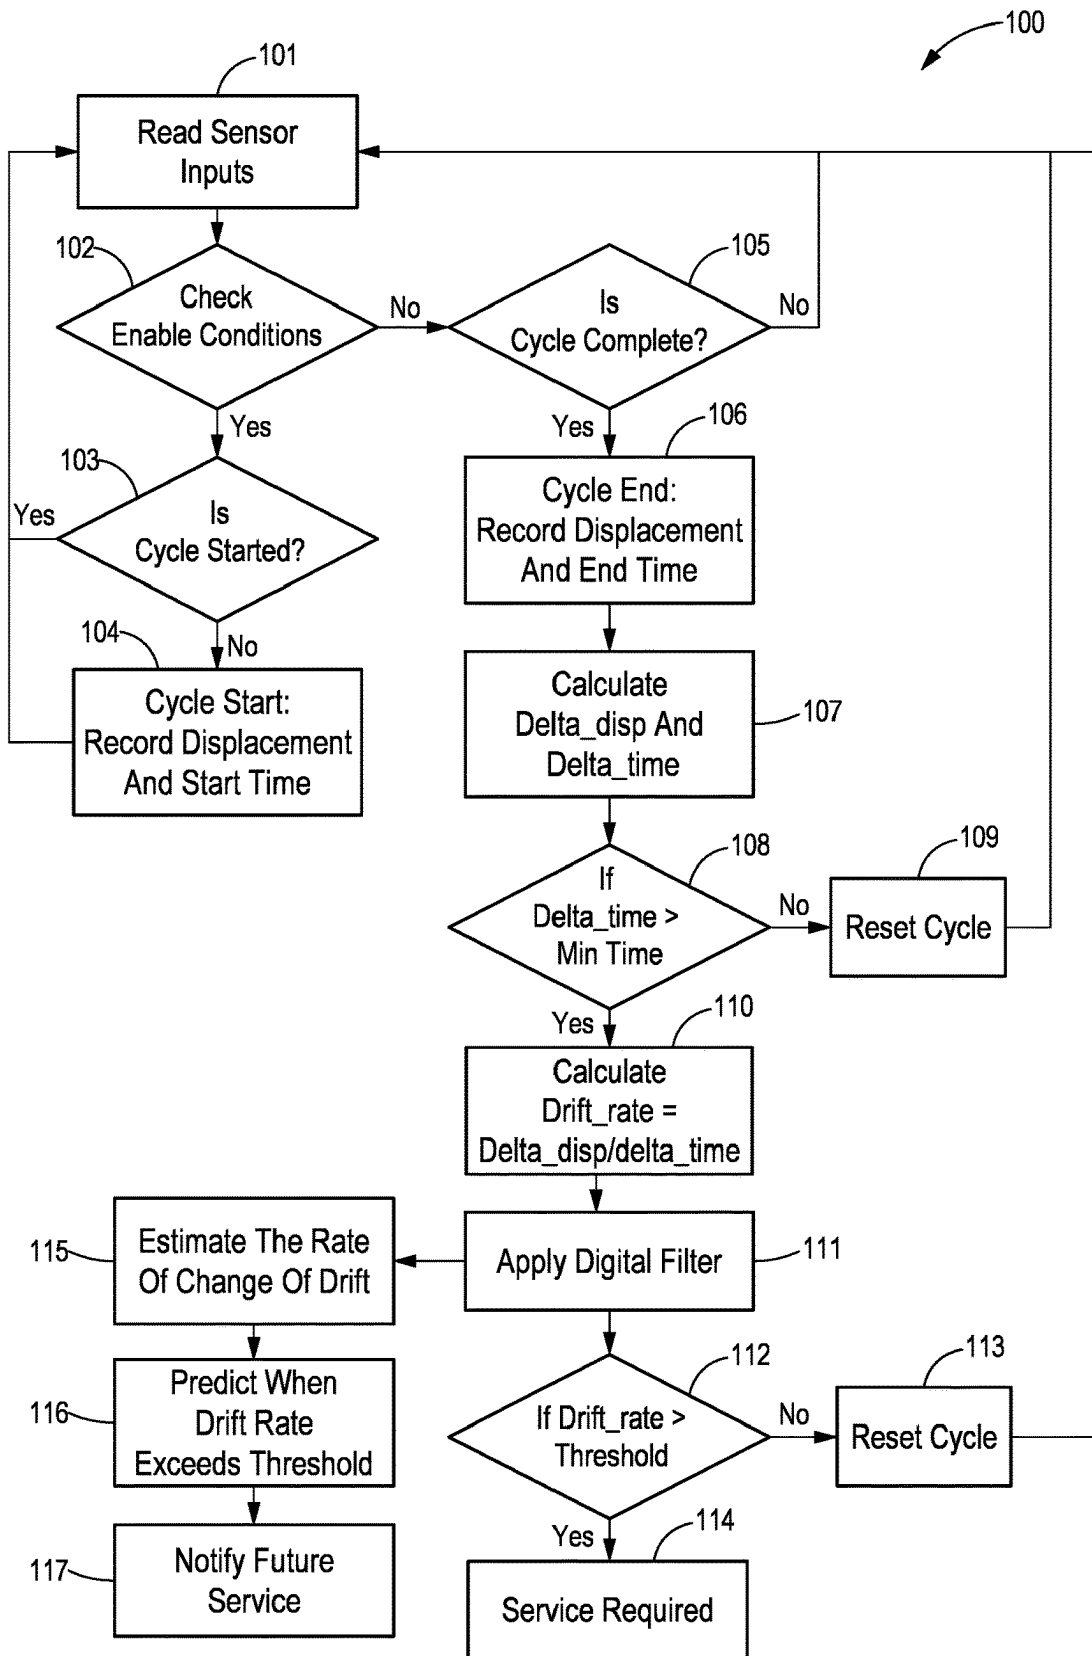 100
101
Read Sensor
Inputs
102
Check
Enable Conditions
No
105
Is
Cycle Complete?
No
Yes
103
Is
Cycle Started?
Yes
No
104
Cycle Start:
Record Displacement
And Start Time
Yes
106
Cycle End:
Record Displacement
And End Time
Calculate
Delta_disp And
Delta_time
107
108
If
Delta_time >
Min Time
No
109
Reset Cycle
Yes
110
Calculate
Drift_rate =
Delta_disp/delta_time
Apply Digital Filter
111
115
Estimate The Rate
Of Change Of Drift
116
Predict When
Drift Rate
Exceeds Threshold
117
Notify Future
Service
112
If Drift_rate >
Threshold
No
113
Reset Cycle
Yes
114
Service Required